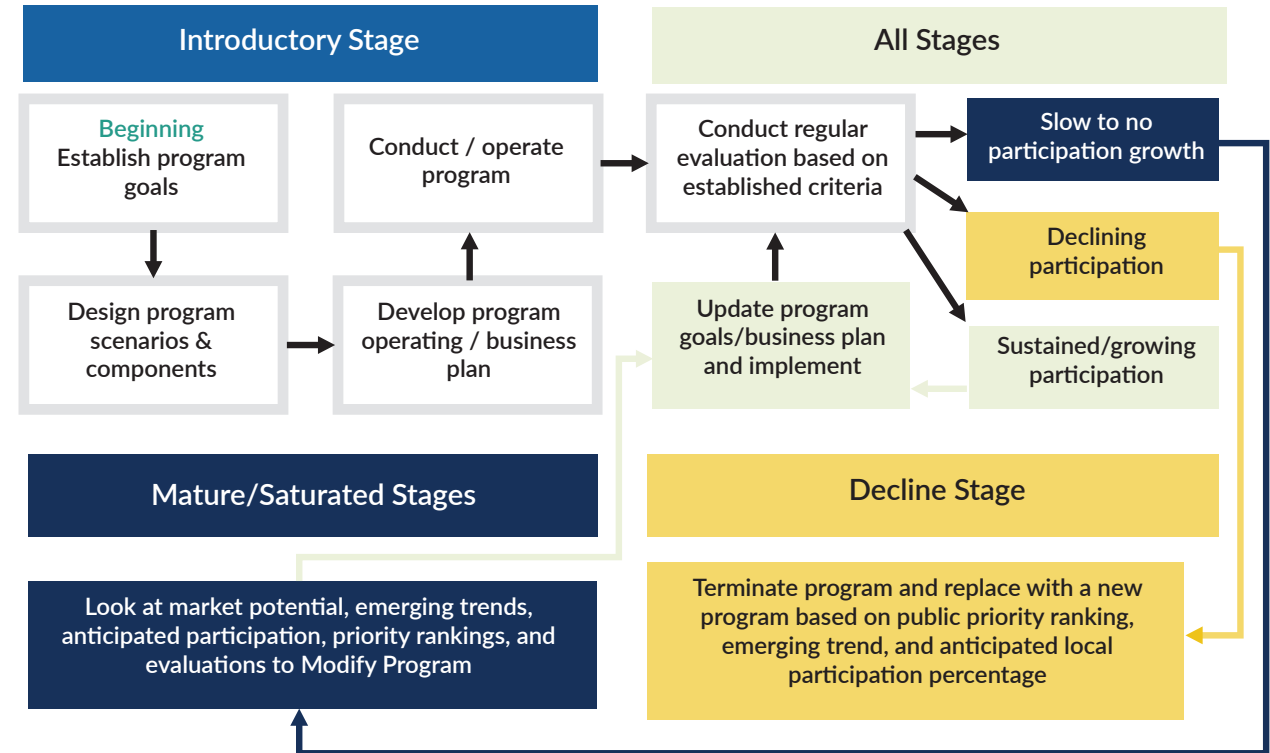 Introductory Stage
Beginning
Establish program
goals
Conduct / operate
program
Design program
scenarios &
components
Develop program
operating / business
plan
All Stages
Conduct regular
evaluation based on
established criteria
Slow to no
participation growth
Declining
participation
Sustained/growing
participation
Update program
goals/business plan
and implement
Mature/Saturated Stages
Look at market potential, emerging trends,
anticipated participation, priority rankings, and
evaluations to Modify Program
Decline Stage
Terminate program and replace with a new
program based on public priority ranking,
emerging trend, and anticipated local
participation percentage